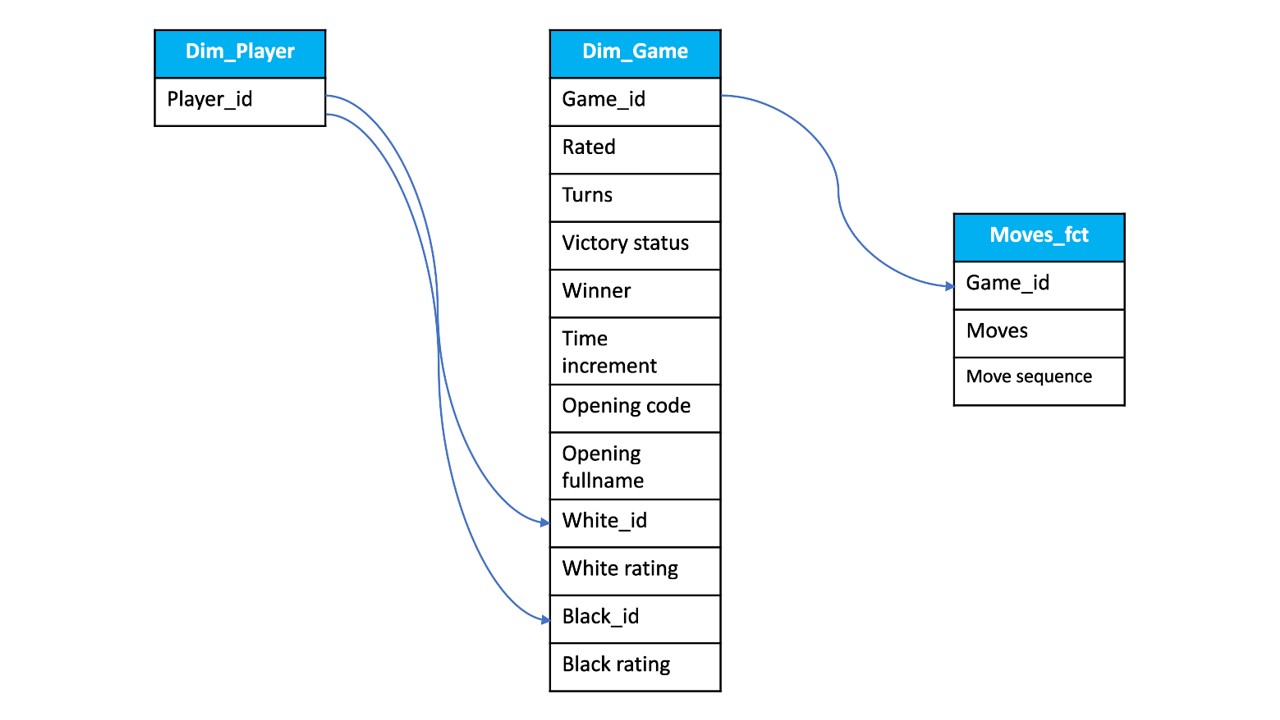 Dim_Player
Player_id
Dim_Game
Game_id
Rated
Turns
Victory status
Winner
Time
increment
Opening code
Opening
fullname
White_id
White rating
Black_id
Black rating
Moves_fct
Game_id
Moves
Move sequence